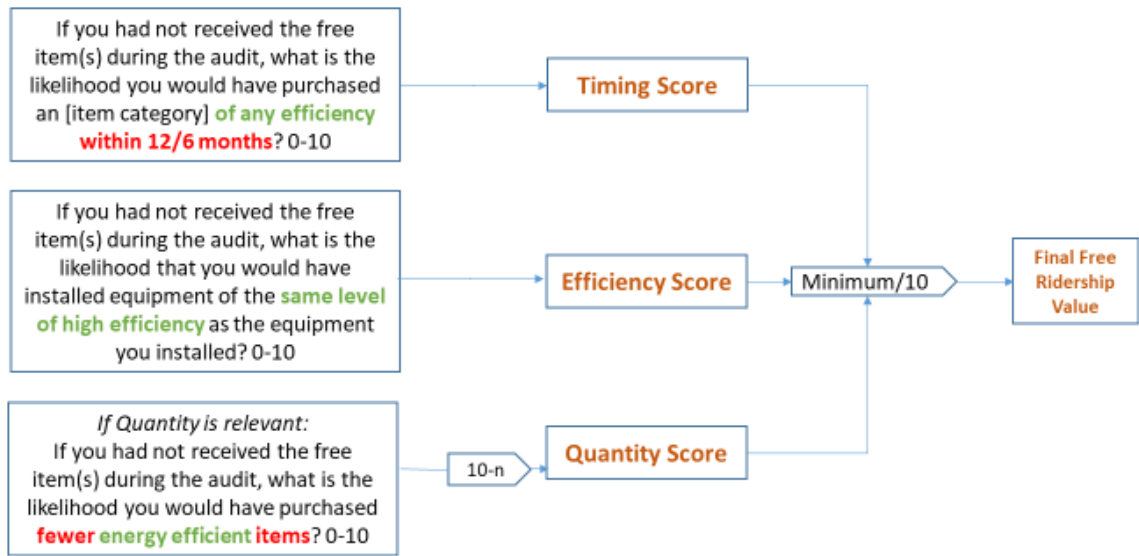 If you had not received the free
item(s) during the audit, what is the
likelihood you would have purchased
an [item category] of any efficiency
within 12/6 months? 0-10
Timing Score
If you had not received the free
item(s) during the audit, what is the
likelihood that you would have
installed equipment of the same level
of high efficiency as the equipment
you installed? 0-10
Efficiency Score
Minimum/10
Final Free
Ridership
Value
If Quantity is relevant:
If you had not received the free
item(s) during the audit, what is the
likelihood you would have purchased
fewer energy efficient items? 0-10
10-n
Quantity Score